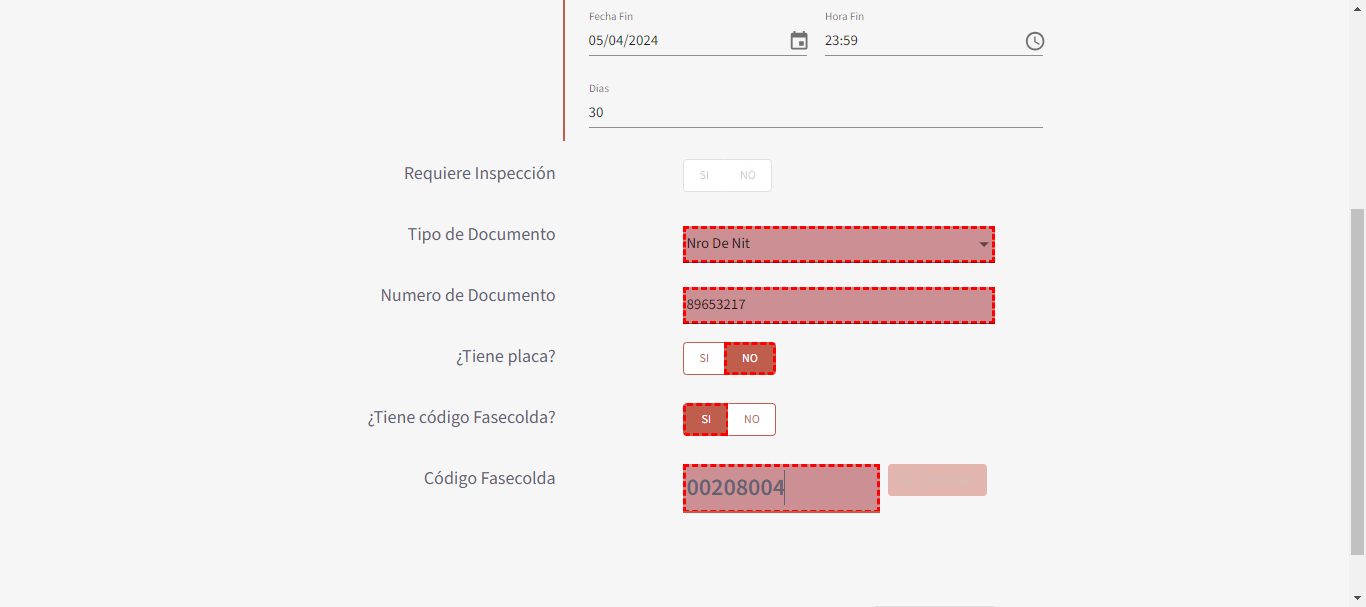 Fecha Fin Hora Fin
05/04/2024 23:59
Días
30
Requiere Inspección SI NO
Tipo de Documento Nro De Nit
Numero de Documento 89653217
¿Tiene placa? SI NO
¿Tiene código Fasecolda? SI NO
Código Fasecolda 00208004